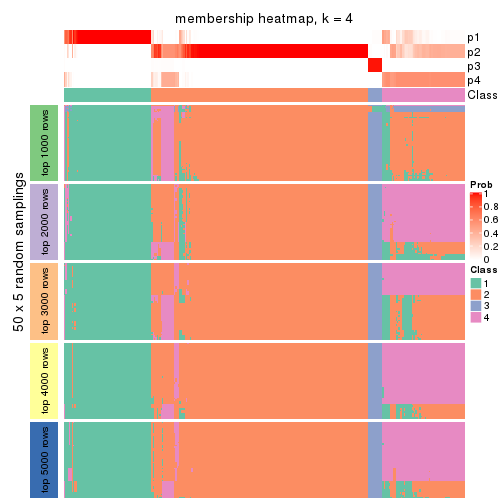 membership heatmap, k = 4
p1
p2
p3
p4
Class
50 x 5 random samplings
top 1000 rows
top 2000 rows
top 3000 rows
top 4000 rows
top 5000 rows
Prob
1
0.8
0.6
0.4
0.2
0
Class
1
2
3
4